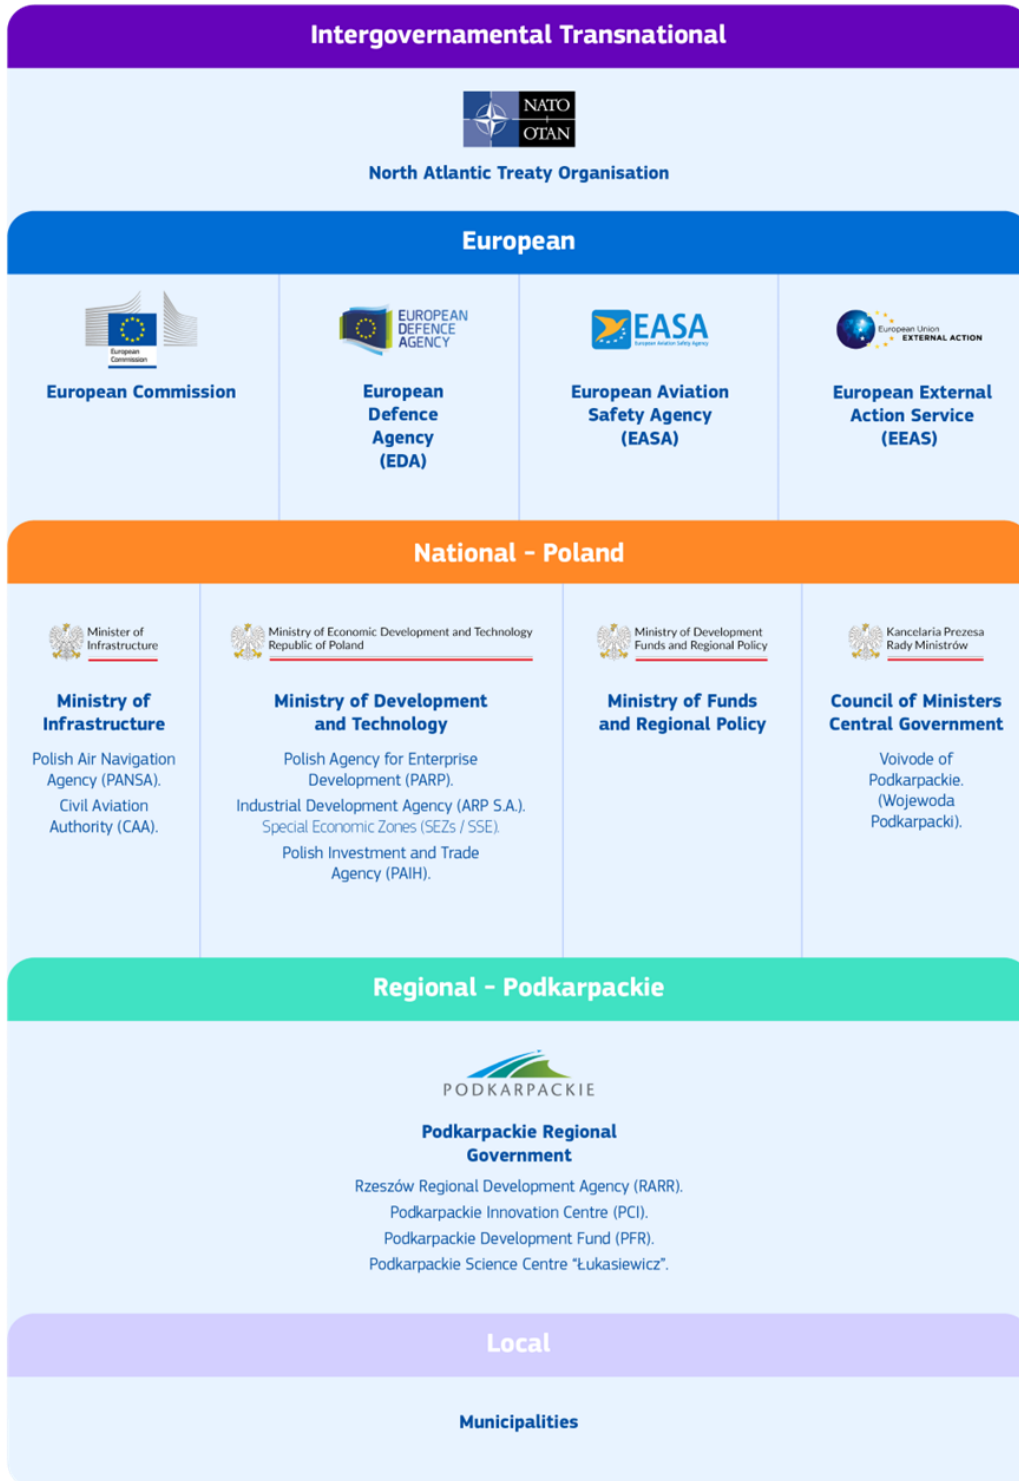 Intergovernamental Transnational
NATO
OTAN
North Atlantic Treaty Organisation
European
European
Commission
European Commission
EUROPEAN
DEFENCE
AGENCY
European
Defence
Agency
(EDA)
EASA
European Aviation Safety Agency
European Aviation
Safety Agency
(EASA)
European Union
EXTERNAL ACTION
European External
Action Service
(EEAS)
National - Poland
Minister of
Infrastructure
Ministry of
Infrastructure
Polish Air Navigation
Agency (PANSA).
Civil Aviation
Authority (CAA).
Ministry of Economic Development and Technology
Republic of Poland
Ministry of Development
and Technology
Polish Agency for Enterprise
Development (PARP).
Industrial Development Agency (ARP S.A.).
Special Economic Zones (SEZs / SSE).
Polish Investment and Trade
Agency (PAIH).
Ministry of Development
Funds and Regional Policy
Ministry of Funds
and Regional Policy
Kancelaria Prezesa
Rady Ministrów
Council of Ministers
Central Government
Voivode of
Podkarpackie.
(Wojewoda
Podkarpacki).
Regional - Podkarpackie
PODKARPACKIE
Podkarpackie Regional
Government
Rzeszów Regional Development Agency (RARR).
Podkarpackie Innovation Centre (PCI).
Podkarpackie Development Fund (PFR).
Podkarpackie Science Centre “Łukasiewicz”.
Local
Municipalities